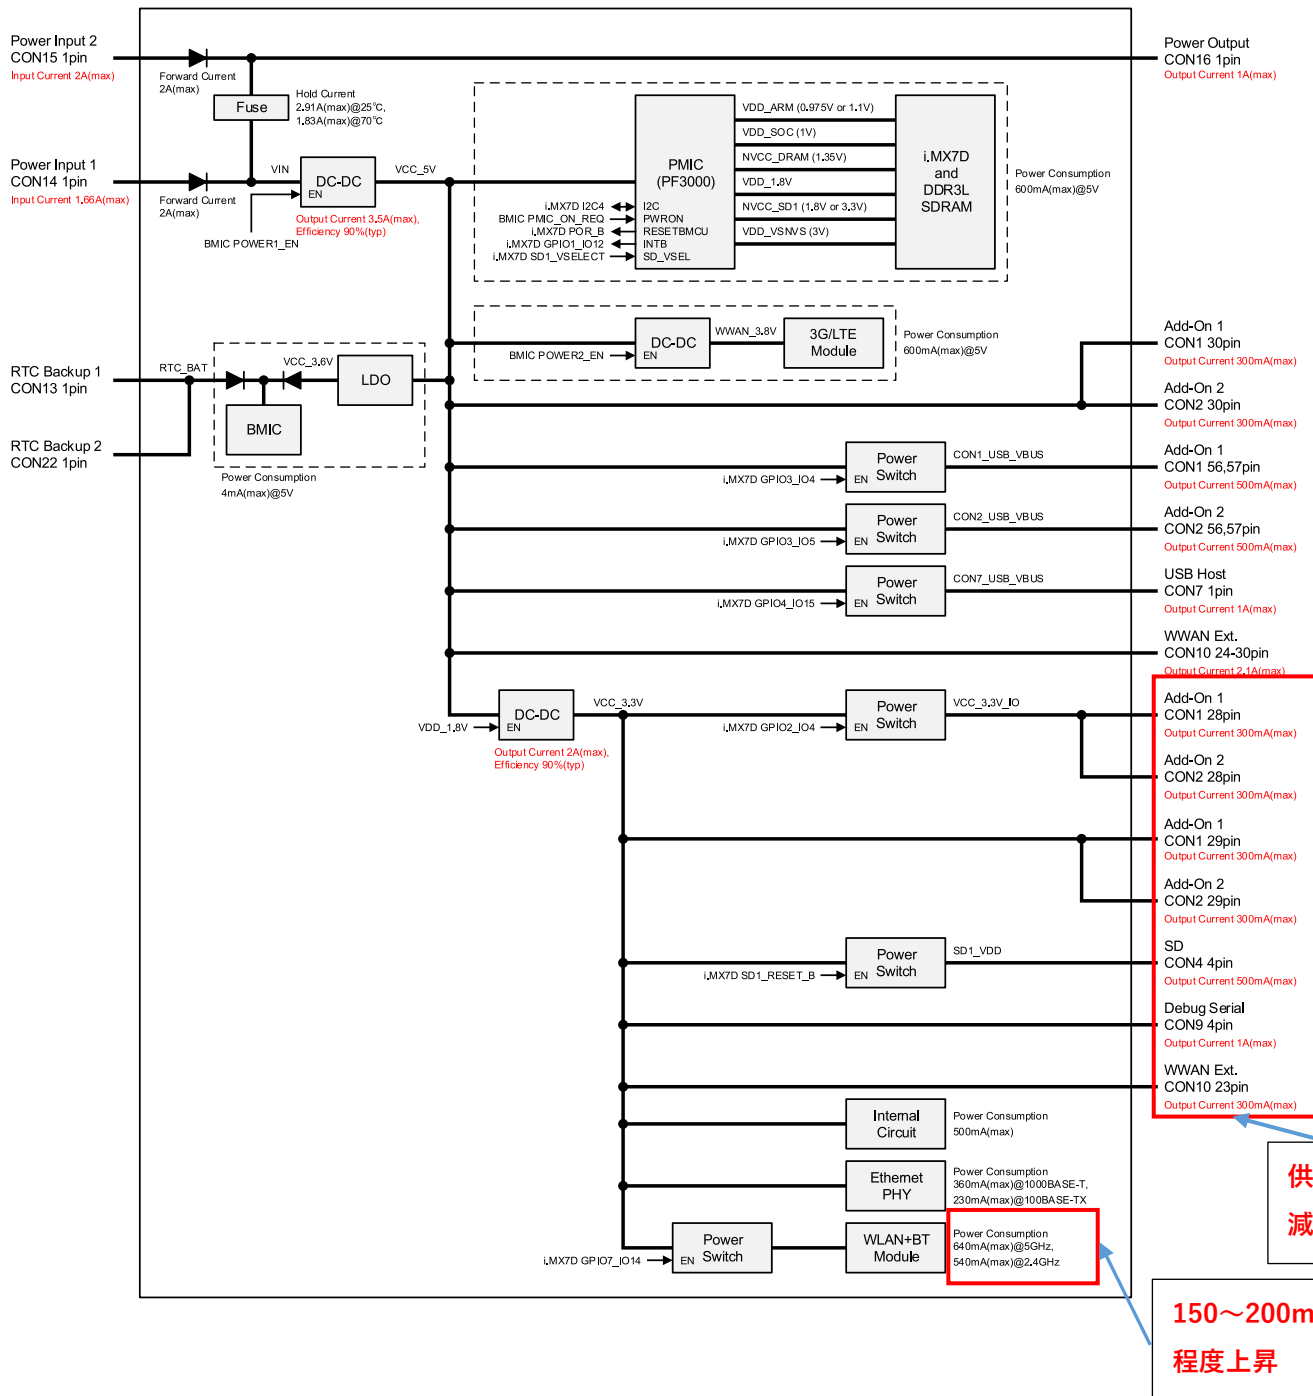 Power Input 2
CON15 1pin
Input Current 2A(max)
Forward Current
2A(max)
Fuse
Hold Current
2.91A(max)@25°C,
1.83A(max)@70°C
Power Output
CON16 1pin
Output Current 1A(max)
Power Input 1
CON14 1pin
Input Current 1.66A(max)
Forward Current
2A(max)
VIN
DC-DC
EN
VCC_5V
Output Current 3.5A(max),
Efficiency 90%(typ)
BMIC POWER1_EN
PMIC
(PF3000)
I2C
PWRON
RESETBMCU
INTB
SD_VSEL
i.MX7D I2C4
BMIC PMIC_ON_REQ
i.MX7D POR_B
i.MX7D GPIO1_IO12
i.MX7D SD1_VSELECT
VDD_ARM (0.975V or 1.1V)
VDD_SOC (1V)
NVCC_DRAM (1.35V)
VDD_1.8V
NVCC_SD1 (1.8V or 3.3V)
VDD_VSNVS (3V)
i.MX7D
and
DDR3L
SDRAM
Power Consumption
600mA(max)@5V
BMIC POWER2_EN
DC-DC
EN
WWAN_3.8V
3G/LTE
Module
Power Consumption
600mA(max)@5V
RTC Backup 1
CON13 1pin
RTC Backup 2
CON22 1pin
RTC_BAT
VCC_3.6V
LDO
BMIC
Power Consumption
4mA(max)@5V
Add-On 1
CON1 30pin
Output Current 300mA(max)
Add-On 2
CON2 30pin
Output Current 300mA(max)
i.MX7D GPIO3_IO4
Power
Switch
EN
CON1_USB_VBUS
Add-On 1
CON1 56,57pin
Output Current 500mA(max)
i.MX7D GPIO3_IO5
Power
Switch
EN
CON2_USB_VBUS
Add-On 2
CON2 56,57pin
Output Current 500mA(max)
i.MX7D GPIO4_IO15
Power
Switch
EN
CON7_USB_VBUS
USB Host
CON7 1pin
Output Current 1A(max)
WWAN Ext.
CON10 24-30pin
Output Current 2.1A(max)
VDD_1.8V
DC-DC
EN
VCC_3.3V
Output Current 2A(max),
Efficiency 90%(typ)
i.MX7D GPIO2_IO4
Power
Switch
EN
VCC_3.3V_IO
Add-On 1
CON1 28pin
Output Current 300mA(max)
Add-On 2
CON2 28pin
Output Current 300mA(max)
Add-On 1
CON1 29pin
Output Current 300mA(max)
Add-On 2
CON2 29pin
Output Current 300mA(max)
i.MX7D SD1_RESET_B
Power
Switch
EN
SD1_VDD
SD
CON4 4pin
Output Current 500mA(max)
Debug Serial
CON9 4pin
Output Current 1A(max)
WWAN Ext.
CON10 23pin
Output Current 300mA(max)
Internal
Circuit
Power Consumption
500mA(max)
Ethernet
PHY
Power Consumption
360mA(max)@1000BASE-T,
230mA(max)@100BASE-TX
i.MX7D GPIO7_IO14
Power
Switch
EN
WLAN+BT
Module
Power Consumption
640mA(max)@5GHz,
540mA(max)@2.4GHz
供
減
150～200m
程度上昇